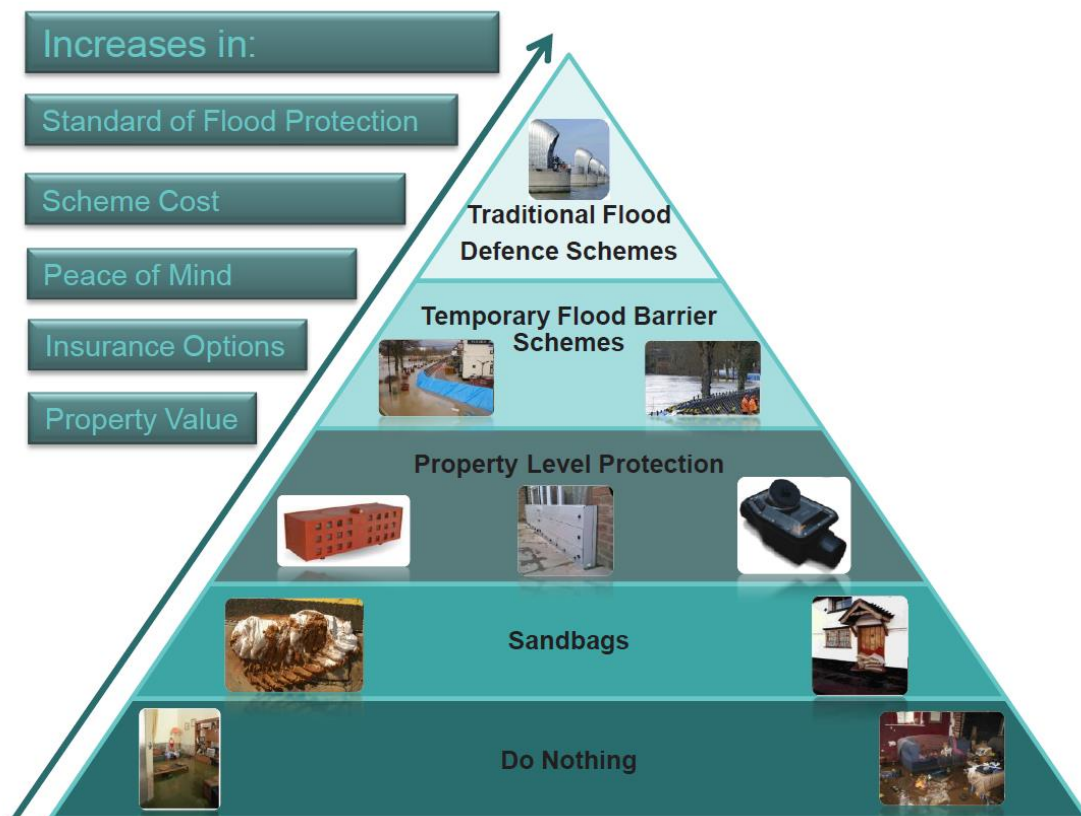 Increases in:
Standard of Flood Protection
Scheme Cost
Peace of Mind
Insurance Options
Property Value
Traditional Flood
Defence Schemes
Temporary Flood Barrier
Schemes
Property Level Protection
Sandbags
Do Nothing